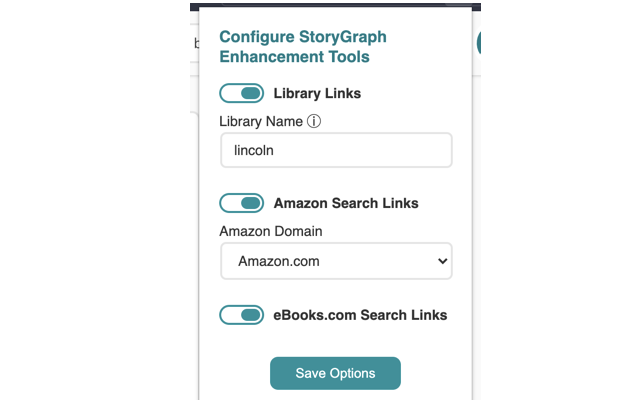 Configure StoryGraph
Enhancement Tools
Library Links
Library Name ⓘ
lincoln
Amazon Search Links
Amazon Domain
Amazon.com
eBooks.com Search Links
Save Options